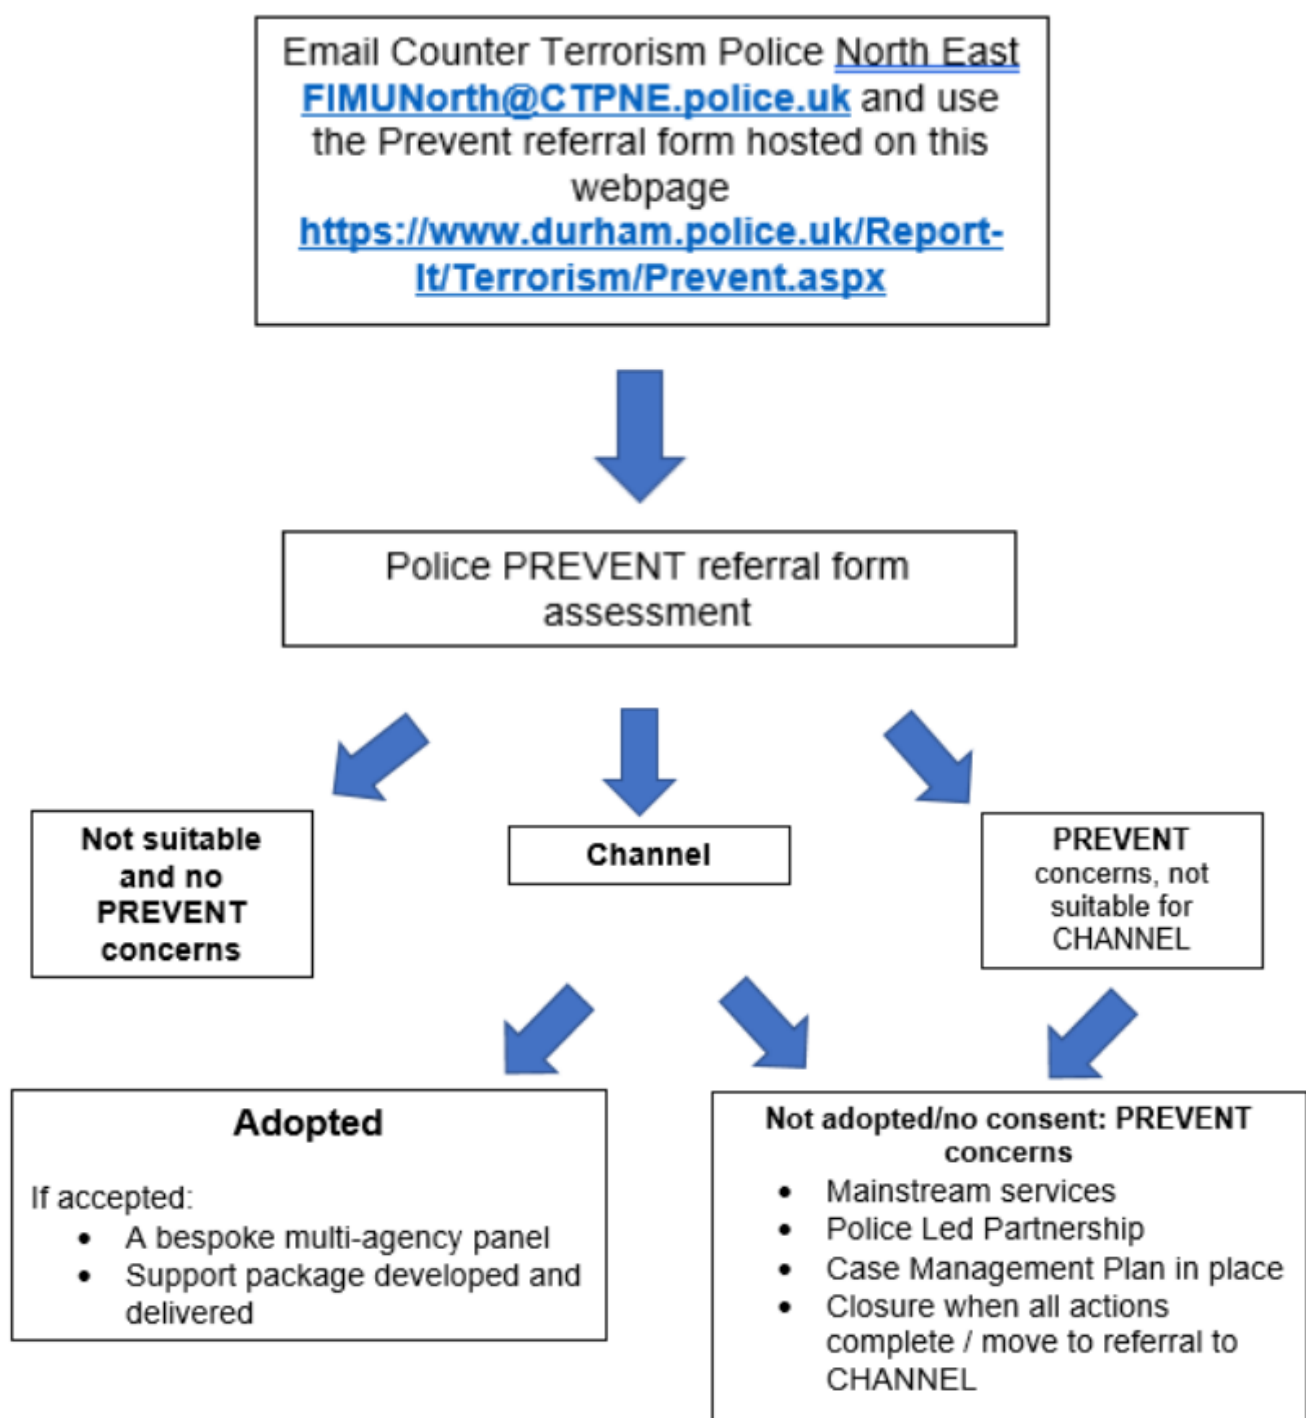 Email Counter Terrorism Police North East
FIMUNorth@CTPNE.police.uk and use
the Prevent referral form hosted on this
webpage
https://www.durham.police.uk/Report-
It/Terrorism/Prevent.aspx
Police PREVENT referral form
assessment
Not suitable
and no
PREVENT
concerns
Channel
PREVENT
concerns, not
suitable for
CHANNEL
Adopted
If accepted:
• A bespoke multi-agency panel
• Support package developed and
delivered
Not adopted/no consent: PREVENT
concerns
• Mainstream services
• Police Led Partnership
• Case Management Plan in place
• Closure when all actions
complete / move to referral to
CHANNEL